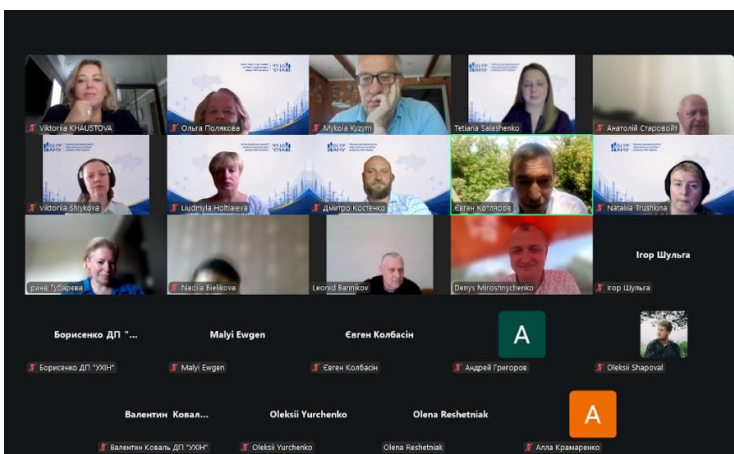 Viktoriia KHAUSTOVA
Ольга Полякова
Mykola Kyzym
Tetiana Salashenko
Анатолій Старовойт
Viktoriia Shlykova
Liudmyla Holtiaieva
Дмитро Костенко
Євген Котляров
Nataliia Trushkina
Ірина Губарєва
Nadiia Bielikova
Leonid Bannikov
Denys Miroshnychenko
Ігор Шульга
Ігор Шульга
Борисенко ДП "...
Malyi Ewgen
Євген Колбасін
A
Борисенко ДП "УХІН"
Malyi Ewgen
Євген Колбасін
Андрей Григоров
Oleksii Shapoval
Валентин Ковал...
Oleksii Yurchenko
Olena Reshetniak
A
Валентин Коваль ДП "УХІН"
Oleksii Yurchenko
Olena Reshetniak
Алла Крамаренко